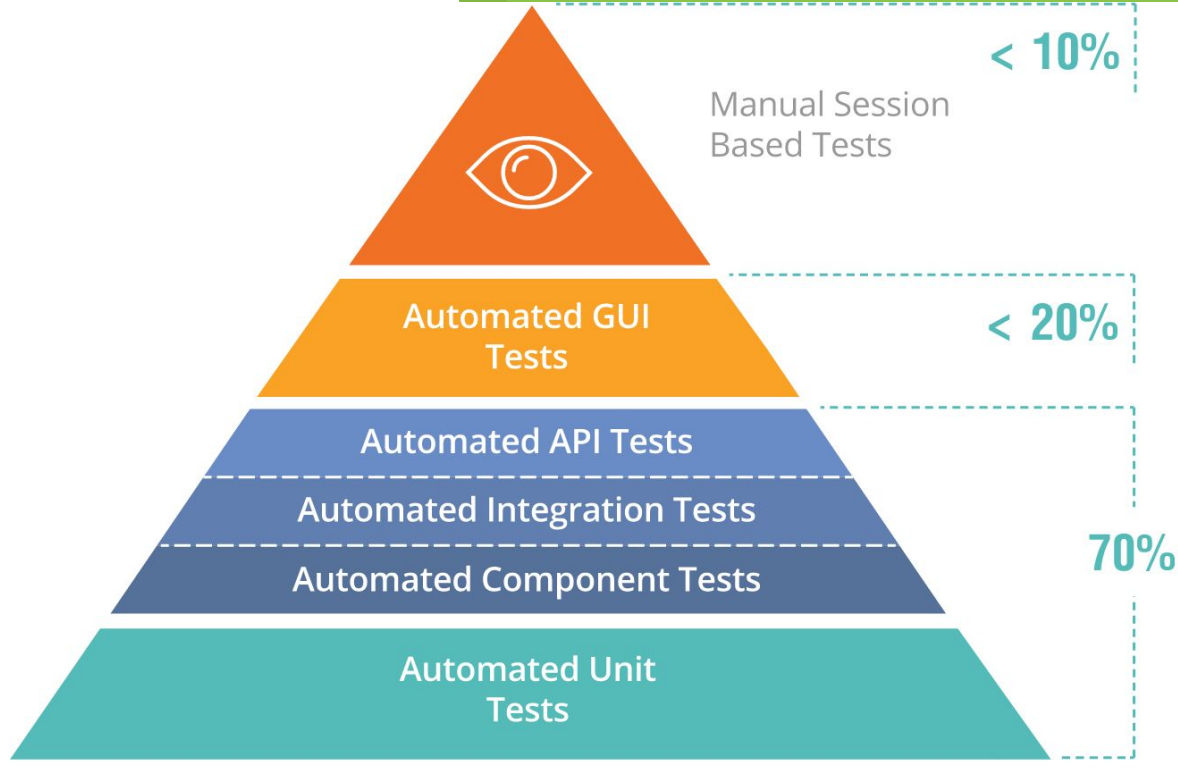 < 10%
Manual Session
Based Tests
Automated GUI
Tests
< 20%
Automated API Tests
Automated Integration Tests
70%
Automated Component Tests
Automated Unit
Tests